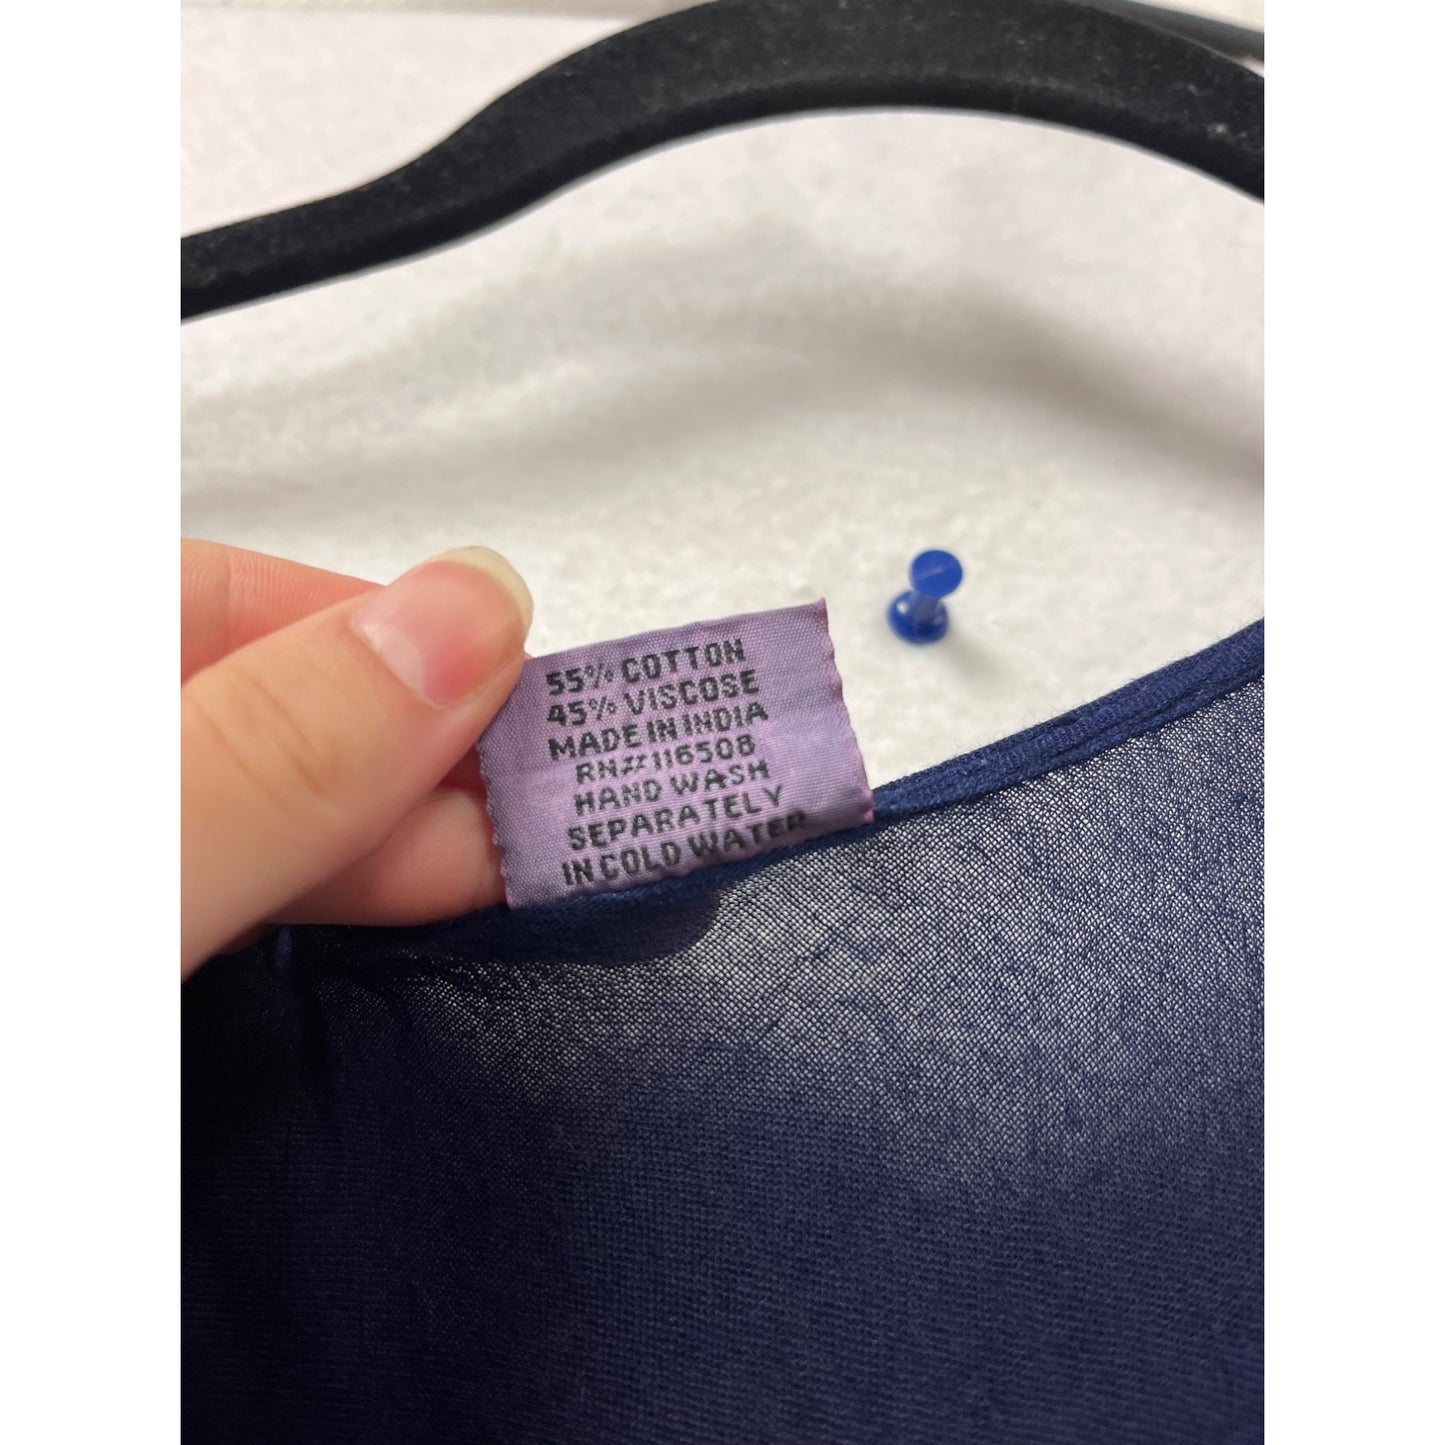 55% COTTON
45% VISCOSE
MADE IN INDIA
RN# 116508
HAND WASH
SEPARATELY
IN COLD WATER